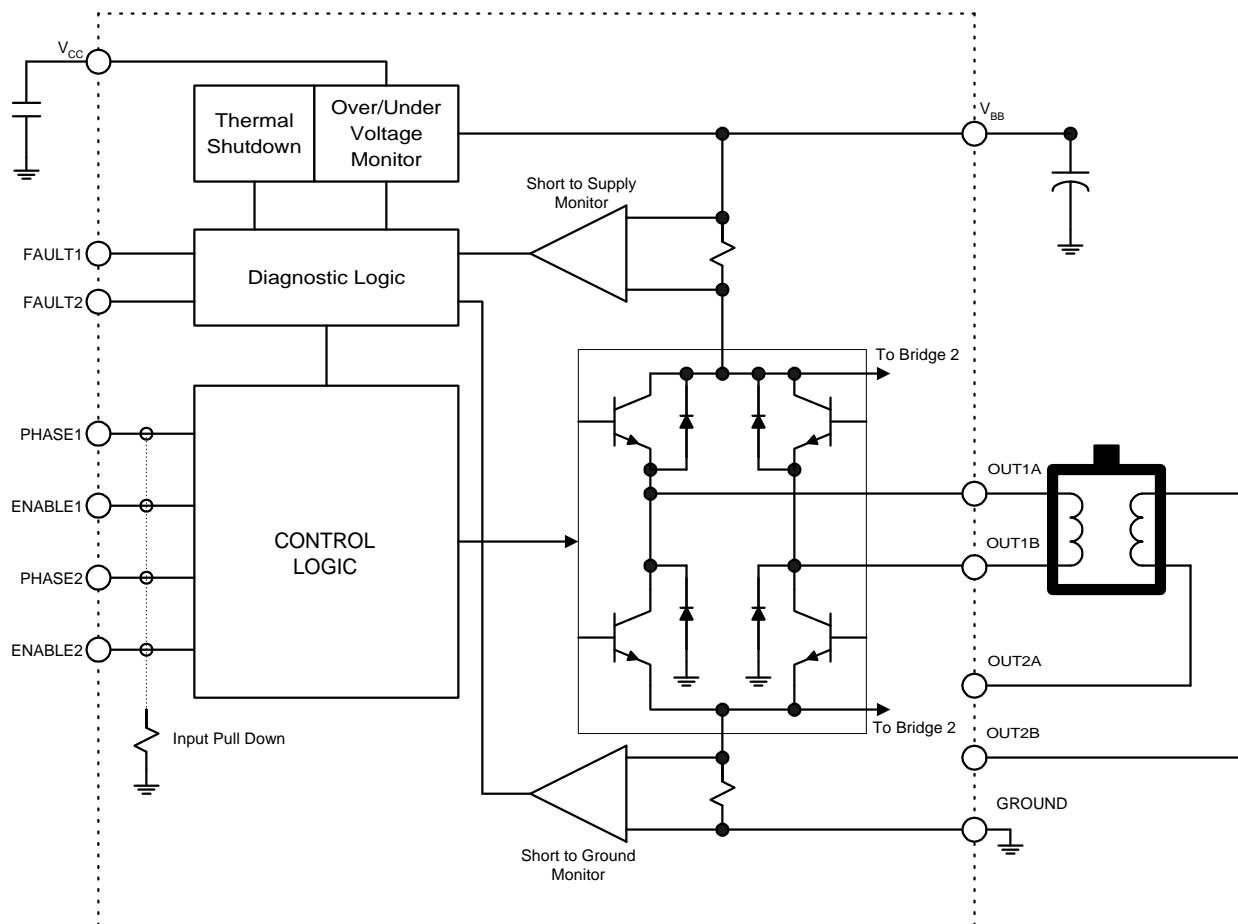 V_CC
Thermal
Shutdown
Over/Under
Voltage
Monitor
V_BB
Short to Supply
Monitor
FAULT1
FAULT2
Diagnostic Logic
To Bridge 2
PHASE1
ENABLE1
PHASE2
ENABLE2
CONTROL
LOGIC
OUT1A
OUT1B
OUT2A
OUT2B
To Bridge 2
Input Pull Down
GROUND
Short to Ground
Monitor